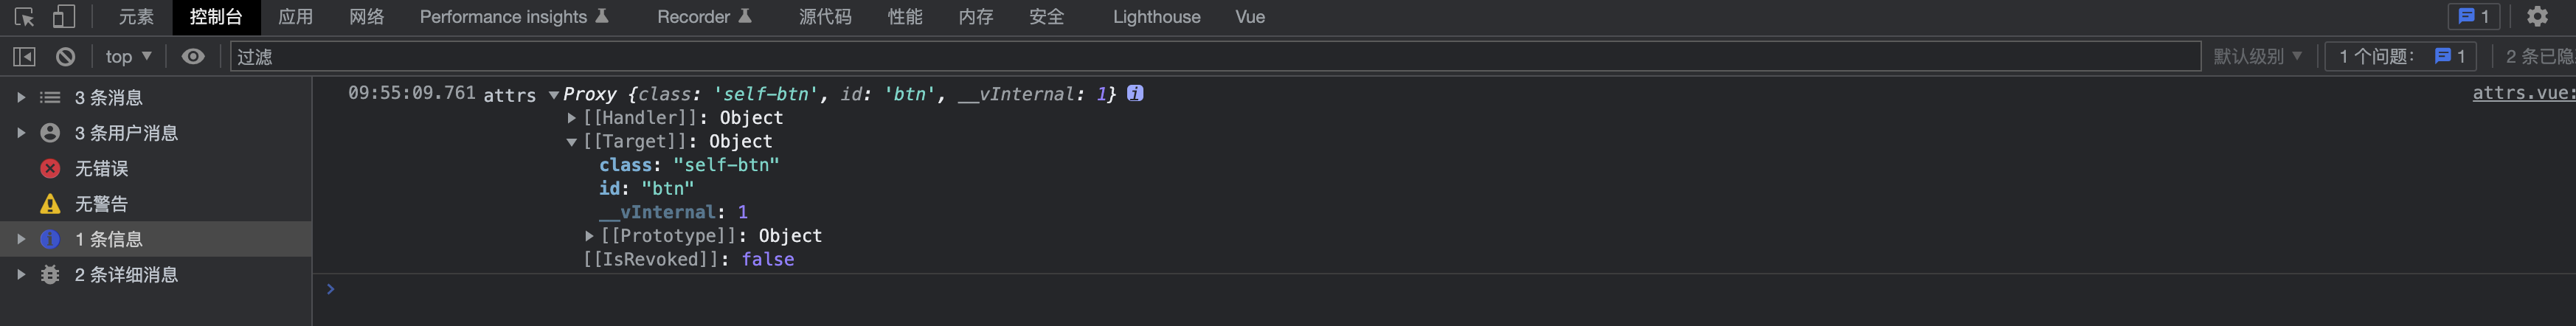 元素 控制台 应用 网络 Performance insights Recorder 源代码 性能 内存 安全 Lighthouse Vue 1
top 过滤 默认级别 1 个问题： 1 2 条已隐
3 条消息
3 条用户消息
无错误
无警告
1 条信息
2 条详细消息
09:55:09.761 attrs Proxy {class: 'self-btn', id: 'btn', __vInternal: 1} i attrs.vue:
[[Handler]]: Object
[[Target]]: Object
class: "self-btn"
id: "btn"
__vInternal: 1
[[Prototype]]: Object
[[IsRevoked]]: false
>